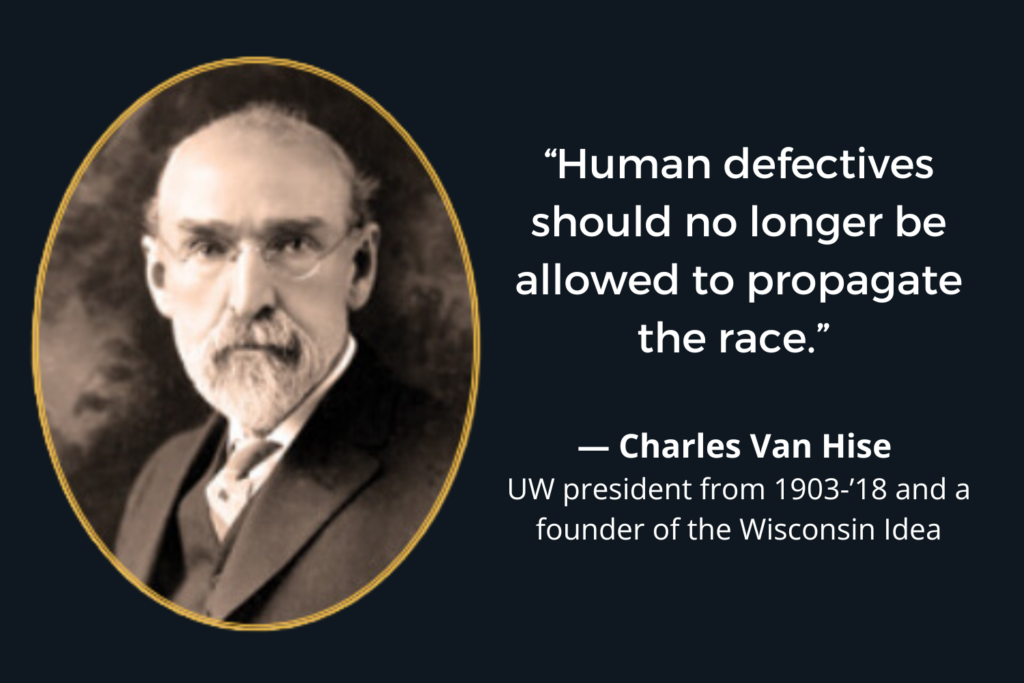 “Human defectives
should no longer be
allowed to propagate
the race.”
— Charles Van Hise
UW president from 1903-’18 and a
founder of the Wisconsin Idea